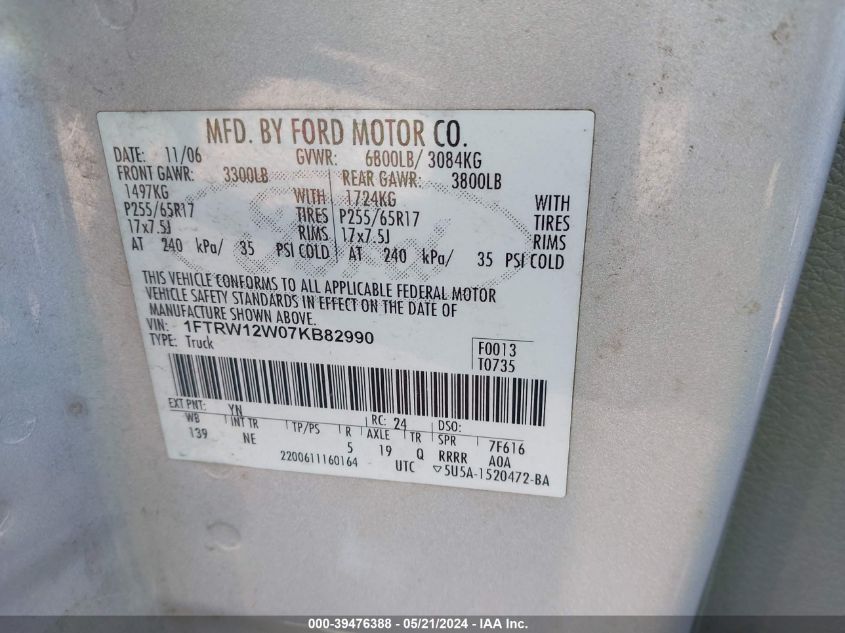 MFD. BY FORD MOTOR CO.
DATE: 11/06 GVWR: 6800LB/ 3084KG
FRONT GAWR: 3300LB REAR GAWR: 3800LB
1497KG WITH 1724KG WITH
P255/65R17 TIRES P255/65R17 TIRES
17x7.5J RIMS 17x7.5J RIMS
AT 240 kPa/ 35 PSI COLD AT 240 kPa/ 35 PSI COLD
THIS VEHICLE CONFORMS TO ALL APPLICABLE FEDERAL MOTOR
VEHICLE SAFETY STANDARDS IN EFFECT ON THE DATE OF
MANUFACTURE SHOWN ABOVE.
VIN: 1FTRW12W07KB82990
TYPE: Truck
F0013
T0735
EXT PNT: YN RC: 24 DSO:
WB INT TR TP/PS R AXLE TR SPR 7F616
139 NE 5 19 Q RRRR A0A
2200611160164 UTC ▽5U5A-1520472-BA
000-39476388 - 05/21/2024 - IAA Inc.